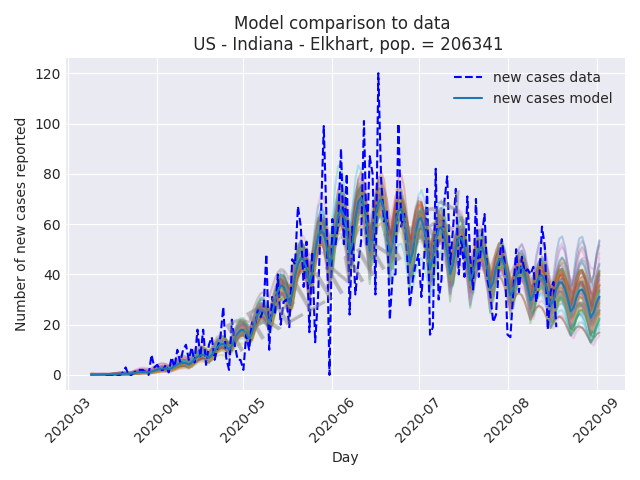 Model comparison to data
US - Indiana - Elkhart, pop. = 206341
new cases data
new cases model
Number of new cases reported
120
100
80
60
40
20
0
2020-03
2020-04
2020-05
2020-06
2020-07
2020-08
2020-09
Day